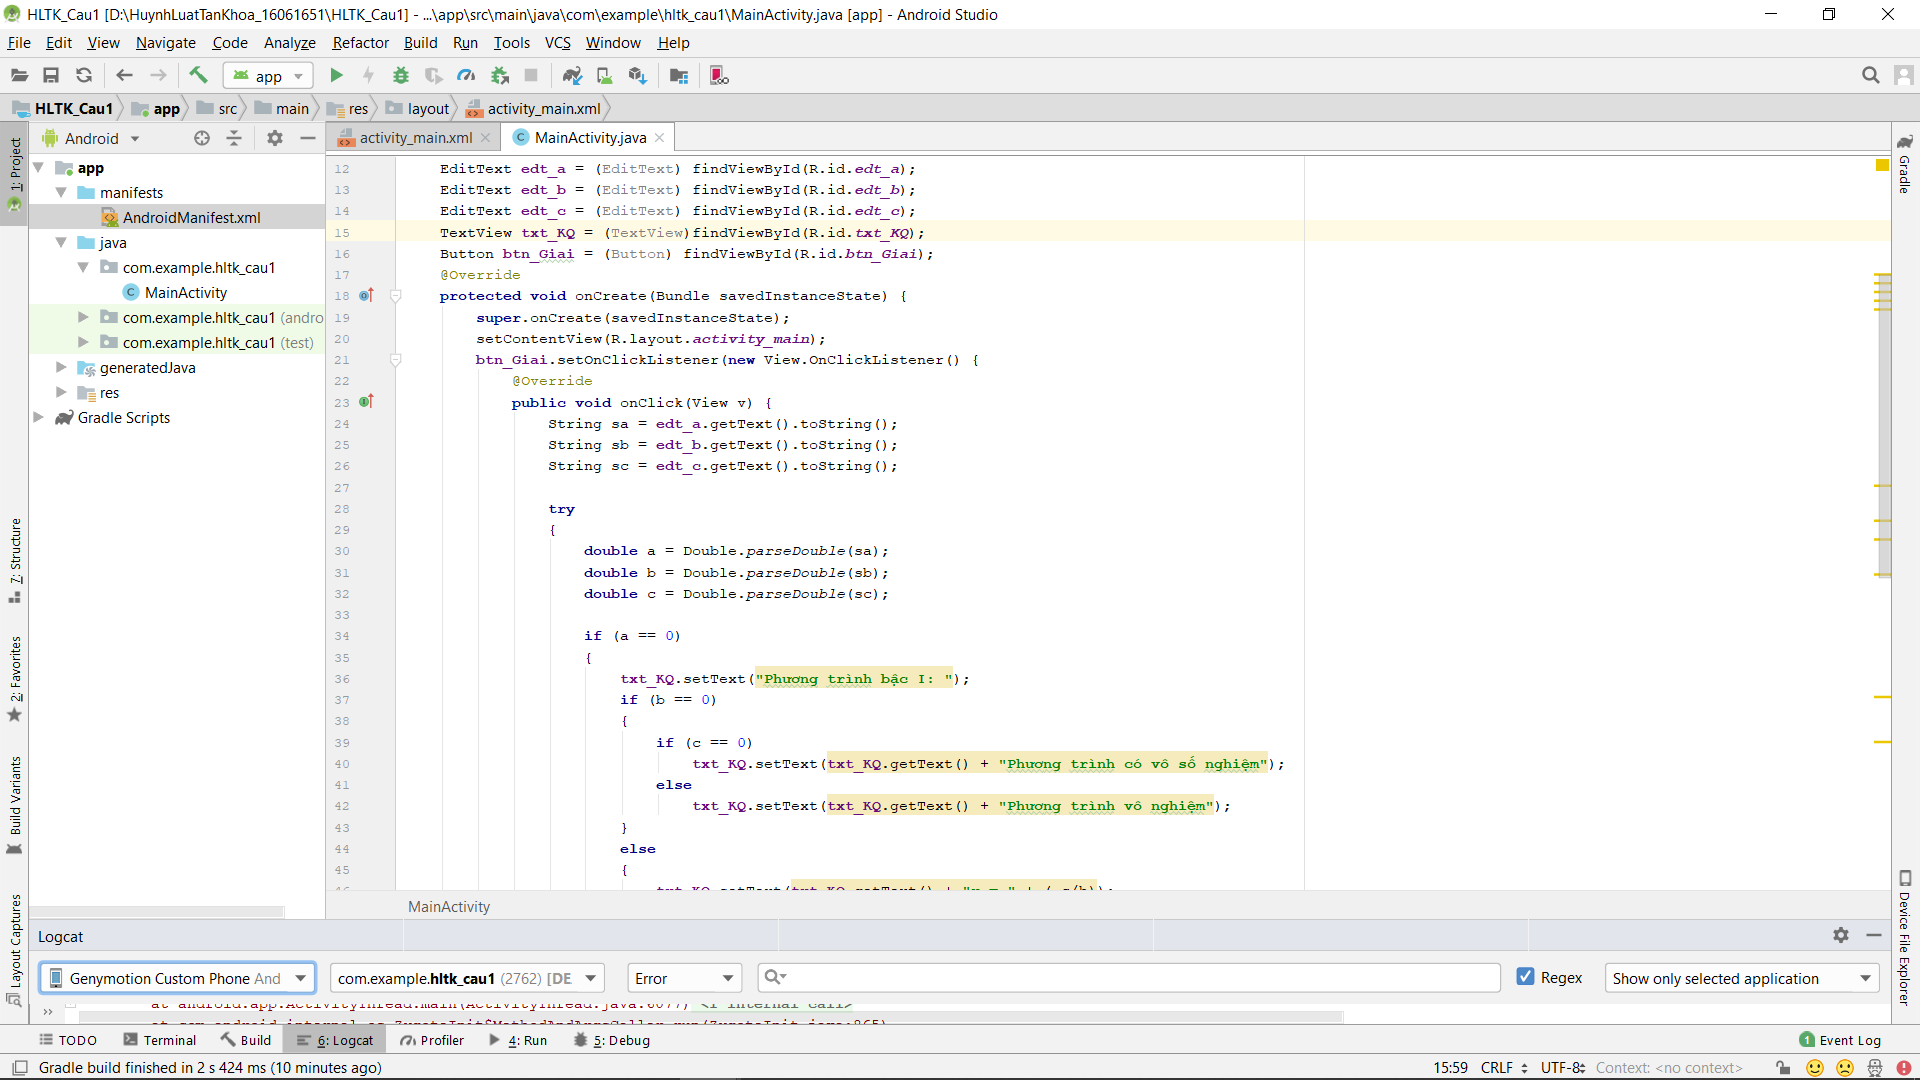 HLTK_Cau1 [D:\HuynhLuatTanKhoa_16061651\HLTK_Cau1] - ...\app\src\main\java\com\example\hltk_cau1\MainActivity.java [app] - Android Studio
File Edit View Navigate Code Analyze Refactor Build Run Tools VCS Window Help
app
HLTK_Cau1 app src main res layout activity_main.xml
Android
activity_main.xml MainActivity.java
1: Project
7: Structure
2: Favorites
Build Variants
Layout Captures
app
manifests
AndroidManifest.xml
java
com.example.hltk_cau1
MainActivity
com.example.hltk_cau1 (andro
com.example.hltk_cau1 (test)
generatedJava
res
Gradle Scripts
12 EditText edt_a = (EditText) findViewById(R.id.edt_a);
13 EditText edt_b = (EditText) findViewById(R.id.edt_b);
14 EditText edt_c = (EditText) findViewById(R.id.edt_c);
15 TextView txt_KQ = (TextView)findViewById(R.id.txt_KQ);
16 Button btn_Giai = (Button) findViewById(R.id.btn_Giai);
17 @Override
18 protected void onCreate(Bundle savedInstanceState) {
19 super.onCreate(savedInstanceState);
20 setContentView(R.layout.activity_main);
21 btn_Giai.setOnClickListener(new View.OnClickListener() {
22 @Override
23 public void onClick(View v) {
24 String sa = edt_a.getText().toString();
25 String sb = edt_b.getText().toString();
26 String sc = edt_c.getText().toString();
27
28 try
29 {
30 double a = Double.parseDouble(sa);
31 double b = Double.parseDouble(sb);
32 double c = Double.parseDouble(sc);
33
34 if (a == 0)
35 {
36 txt_KQ.setText("Phương trình bậc I: ");
37 if (b == 0)
38 {
39 if (c == 0)
40 txt_KQ.setText(txt_KQ.getText() + "Phương trình có vô số nghiệm");
41 else
42 txt_KQ.setText(txt_KQ.getText() + "Phương trình vô nghiệm");
43 }
44 else
45 {
MainActivity
Gradle
Device File Explorer
Logcat
Genymotion Custom Phone And com.example.hltk_cau1 (2762) [DE Error Regex Show only selected application
at android.app.ActivityThread.main(ActivityThread.java:6077) <1 internal call>
TODO Terminal Build 6: Logcat Profiler 4: Run 5: Debug 1 Event Log
Gradle build finished in 2 s 424 ms (10 minutes ago) 15:59 CRLF UTF-8 Context: <no context>